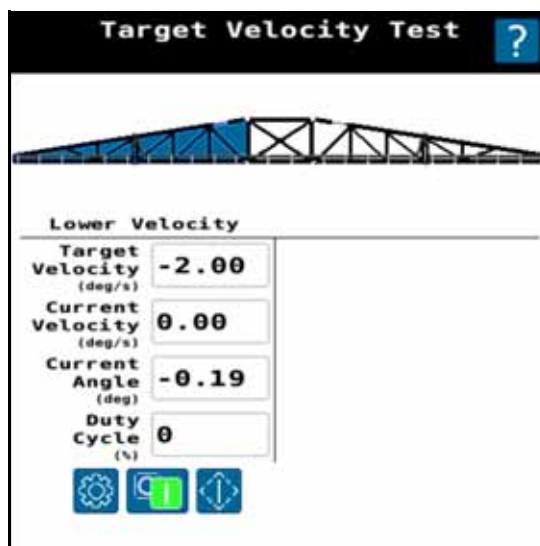 Target Velocity Test
?
Lower Velocity
Target
Velocity
(deg/s)
-2.00
Current
Velocity
(deg/s)
0.00
Current
Angle
(deg)
-0.19
Duty
Cycle
(%)
0